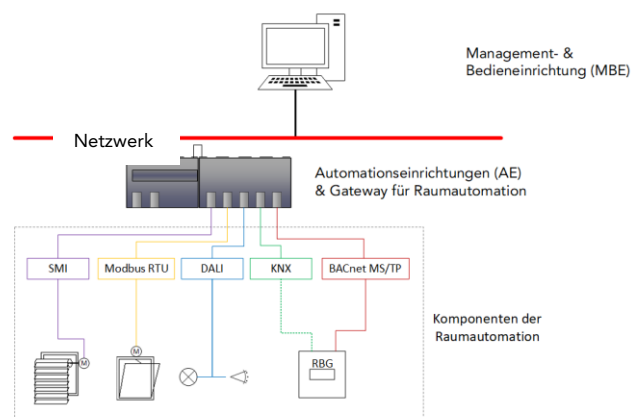 Management- &
Bedieneinrichtung (MBE)
Netzwerk
Automationseinrichtungen (AE)
& Gateway für Raumautomation
SMI
Modbus RTU
DALI
KNX
BACnet MS/TP
Komponenten der
Raumautomation
M
M
RBG